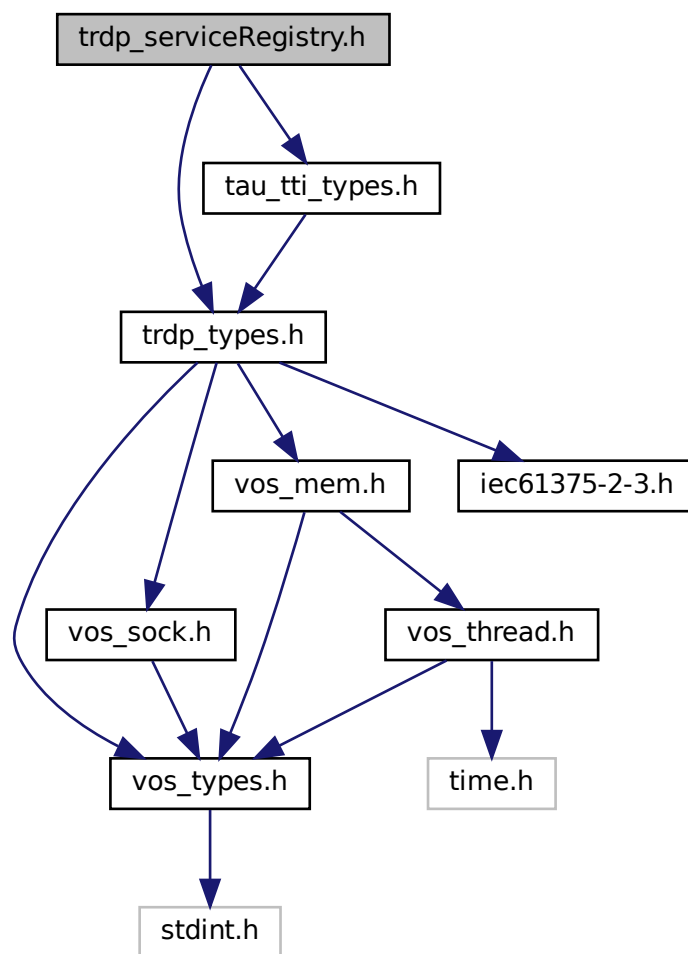 trdp_serviceRegistry.h
tau_tti_types.h
trdp_types.h
vos_mem.h
iec61375-2-3.h
vos_sock.h
vos_thread.h
vos_types.h
time.h
stdint.h